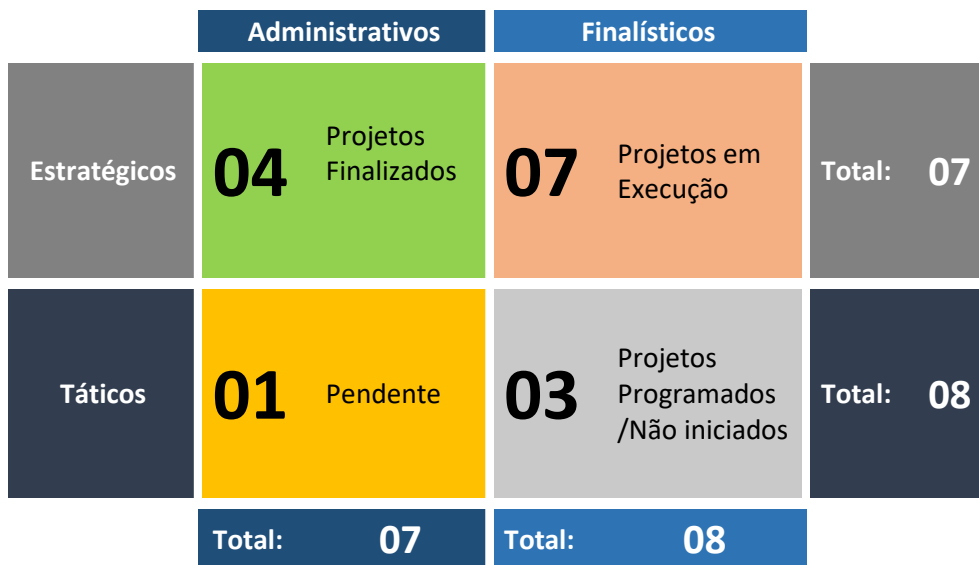 Administrativos
Finalísticos
Estratégicos
04
Projetos
Finalizados
07
Projetos em
Execução
Total: 07
Táticos
01
Pendente
03
Projetos
Programados
/Não iniciados
Total: 08
Total: 07
Total: 08